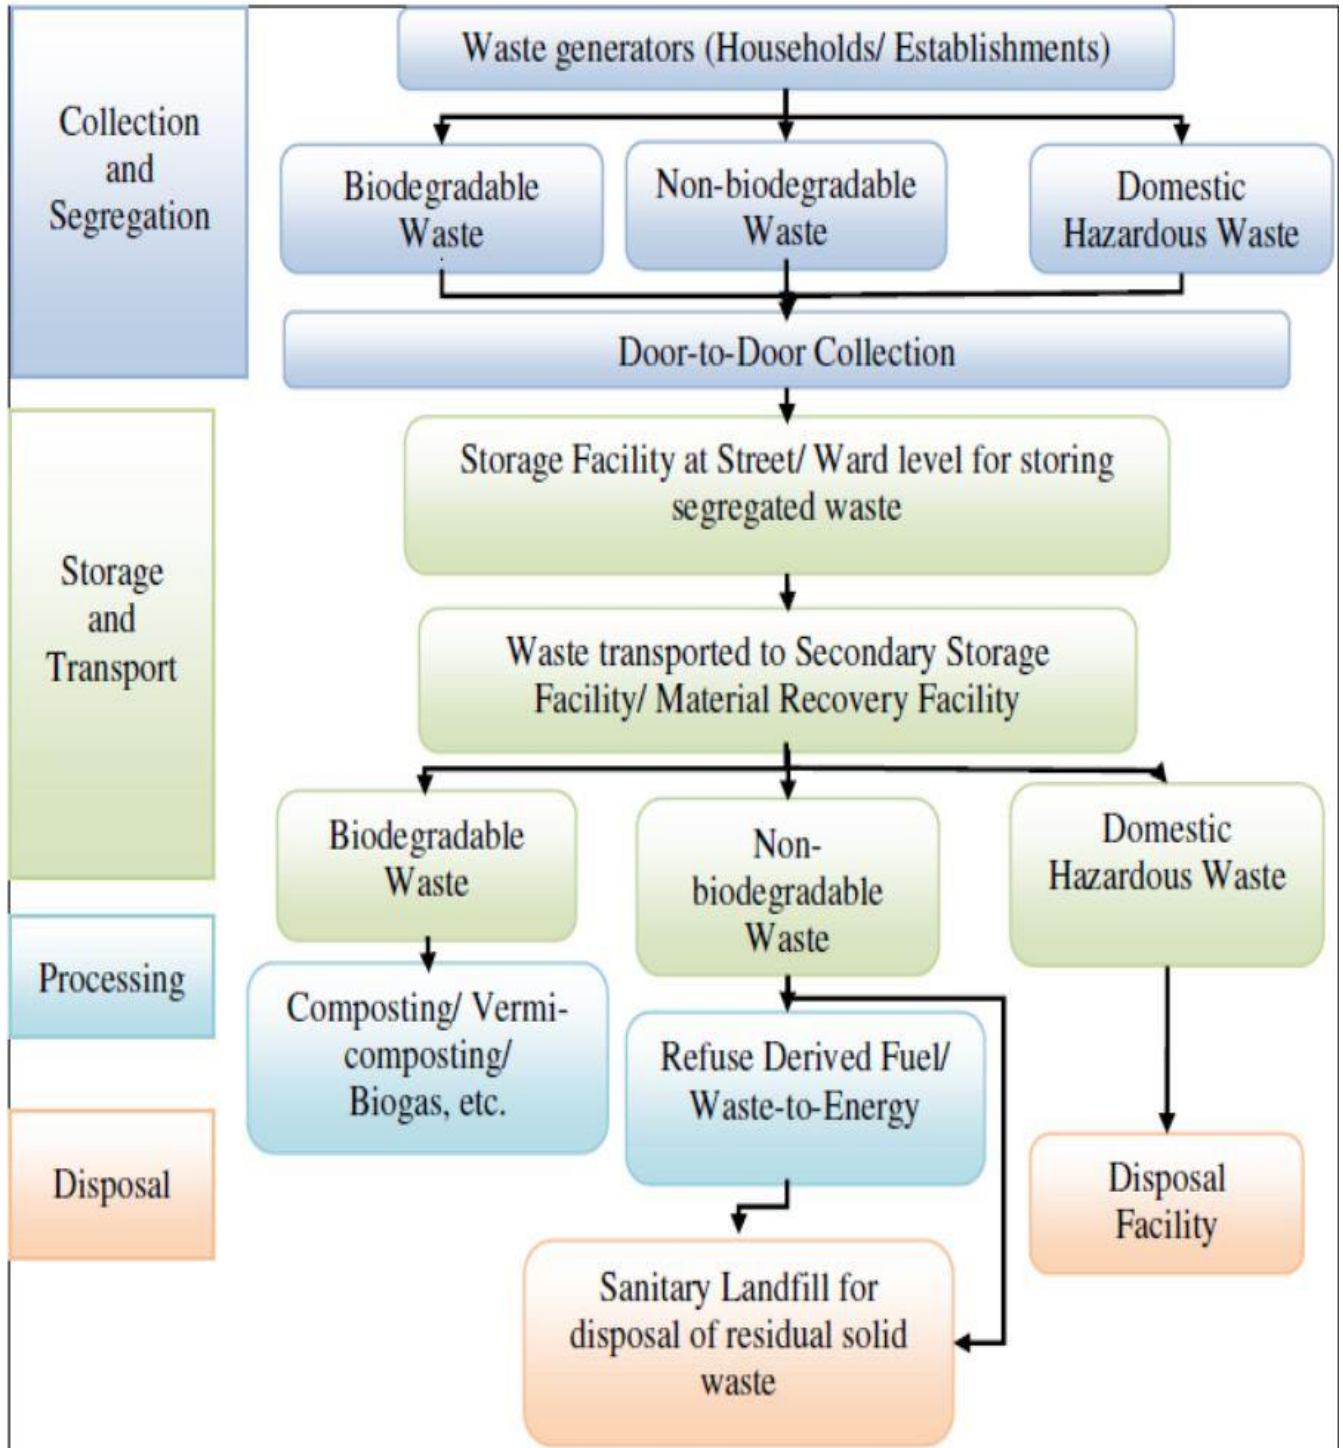 Collection
and
Segregation
Waste generators (Households/ Establishments)
Biodegradable
Waste
Non-biodegradable
Waste
Domestic
Hazardous Waste
Door-to-Door Collection
Storage
and
Transport
Storage Facility at Street/ Ward level for storing
segregated waste
Waste transported to Secondary Storage
Facility/ Material Recovery Facility
Biodegradable
Waste
Non-
biodegradable
Waste
Domestic
Hazardous Waste
Processing
Composting/ Vermi-
composting/
Biogas, etc.
Refuse Derived Fuel/
Waste-to-Energy
Disposal
Disposal
Facility
Sanitary Landfill for
disposal of residual solid
waste